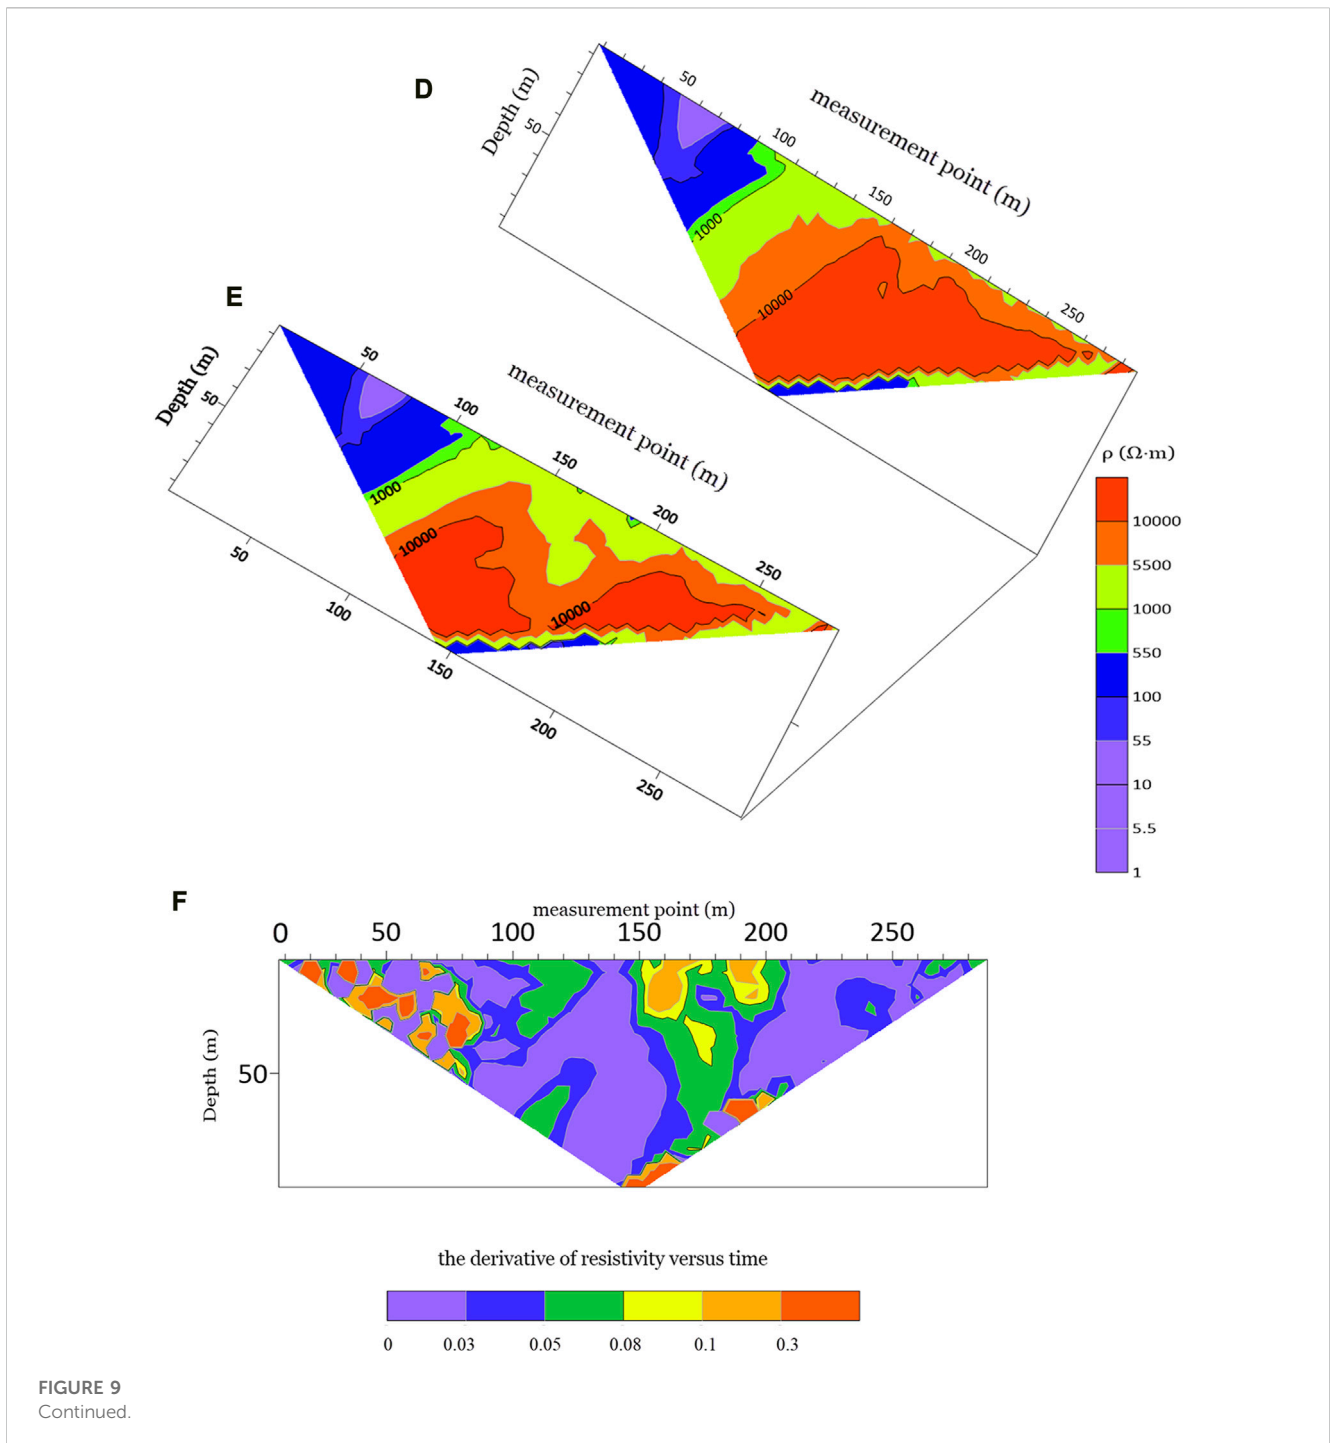 D
Depth (m)
50
50
100
150
200
250
measurement point (m)
1000
10000
E
Depth (m)
50
50
100
150
200
250
measurement point (m)
1000
10000
10000
50
100
150
200
250
ρ (Ω·m)
10000
5500
1000
550
100
55
10
5.5
1
F
measurement point (m)
0 50 100 150 200 250
Depth (m)
50
the derivative of resistivity versus time
0 0.03 0.05 0.08 0.1 0.3
FIGURE 9
Continued.